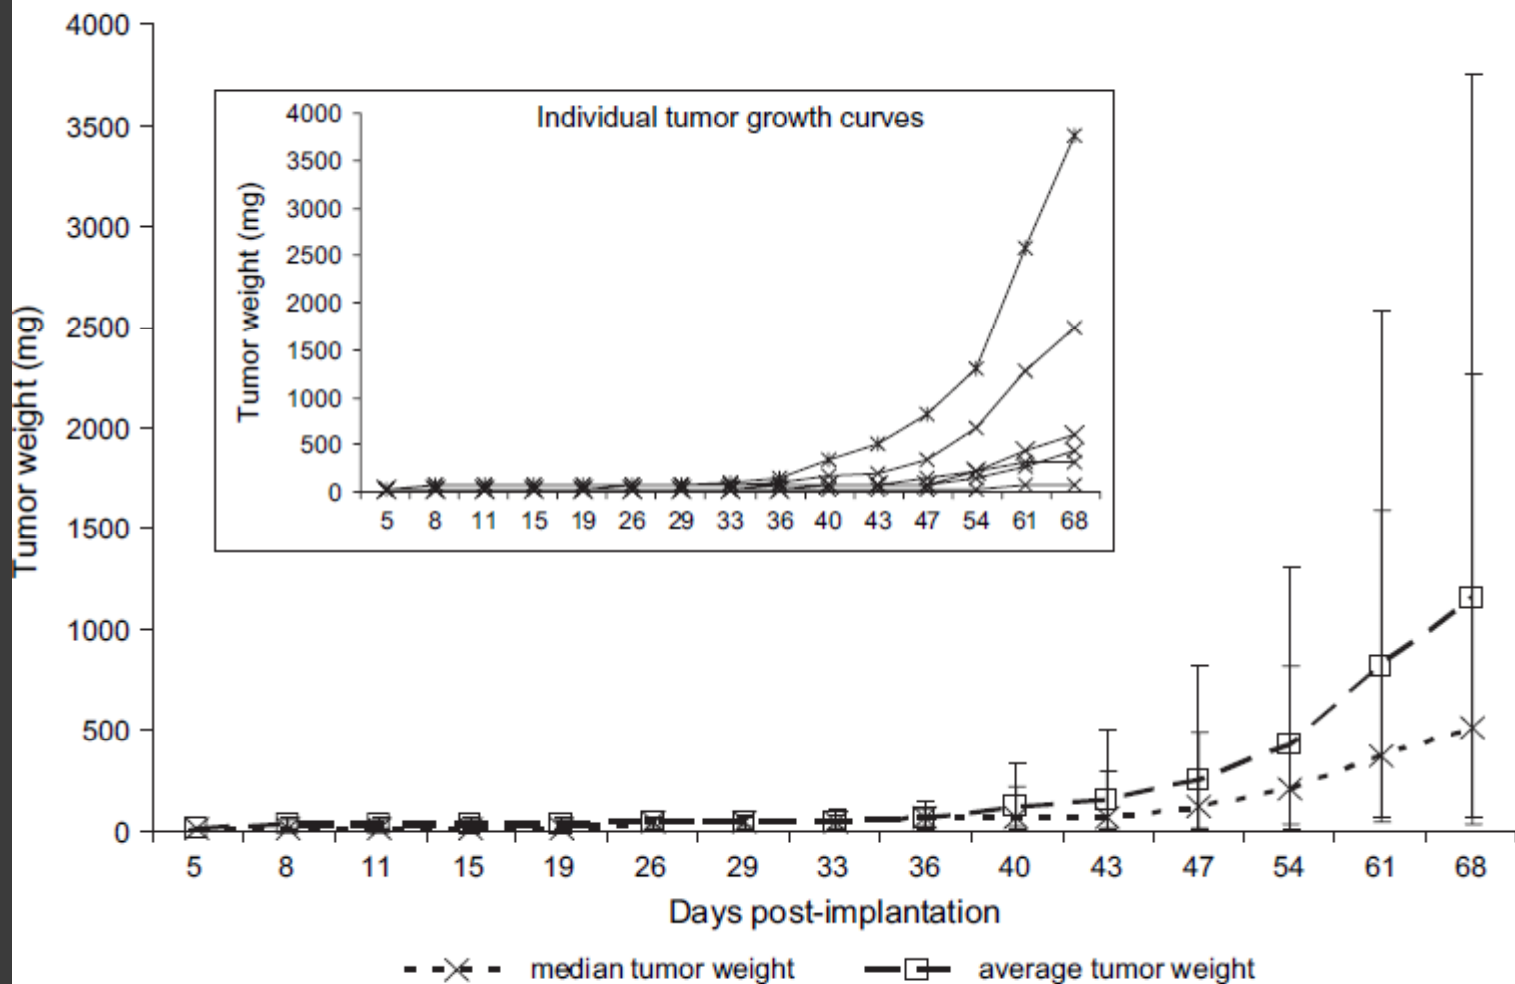 4000
3500
3000
2500
2000
1500
1000
500
0
Tumor weight (mg)
Individual tumor growth curves
4000
3500
3000
2500
2000
1500
1000
500
0
Tumor weight (mg)
5 8 11 15 19 26 29 33 36 40 43 47 54 61 68
5 8 11 15 19 26 29 33 36 40 43 47 54 61 68
Days post-implantation
median tumor weight average tumor weight